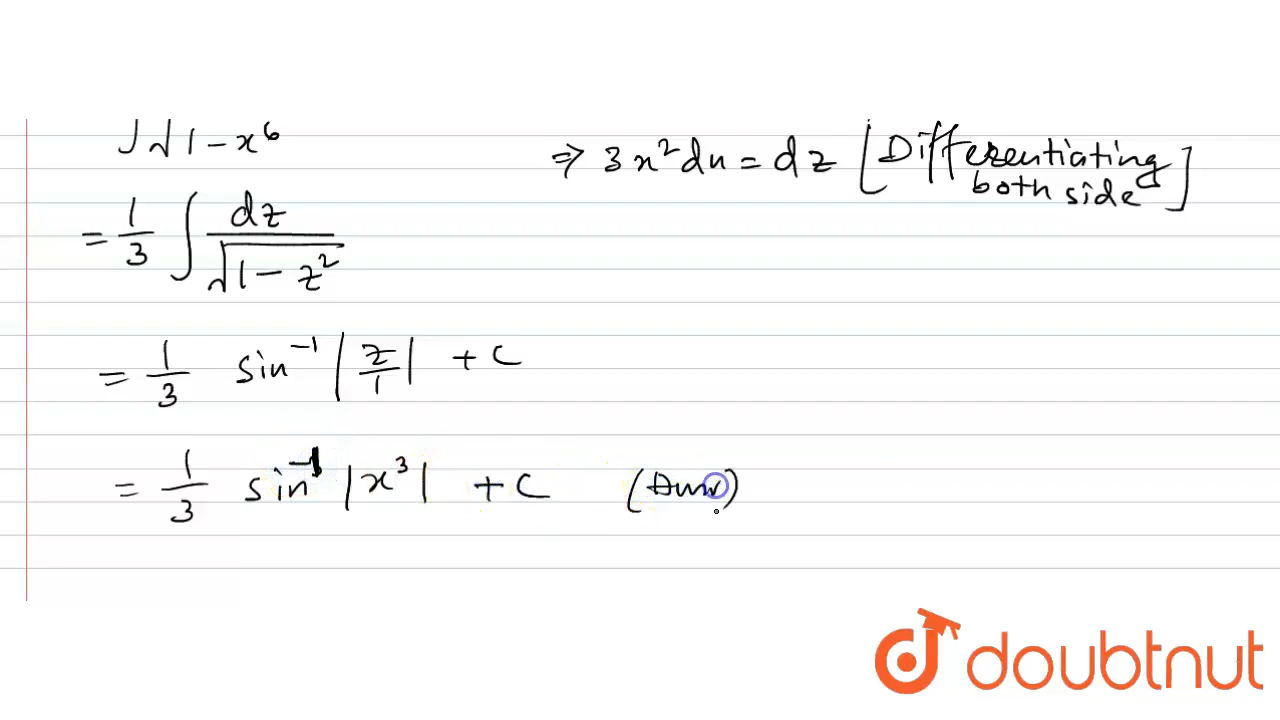 ∫ √1-x⁶
⇒ 3x²dx = dz [Differentiating
both side]
= 1/3 ∫ dz/√1-z²
= 1/3 sin⁻¹ |z/1| + c
= 1/3 sin⁻¹ |x³| + c (Ans)
doubtnut